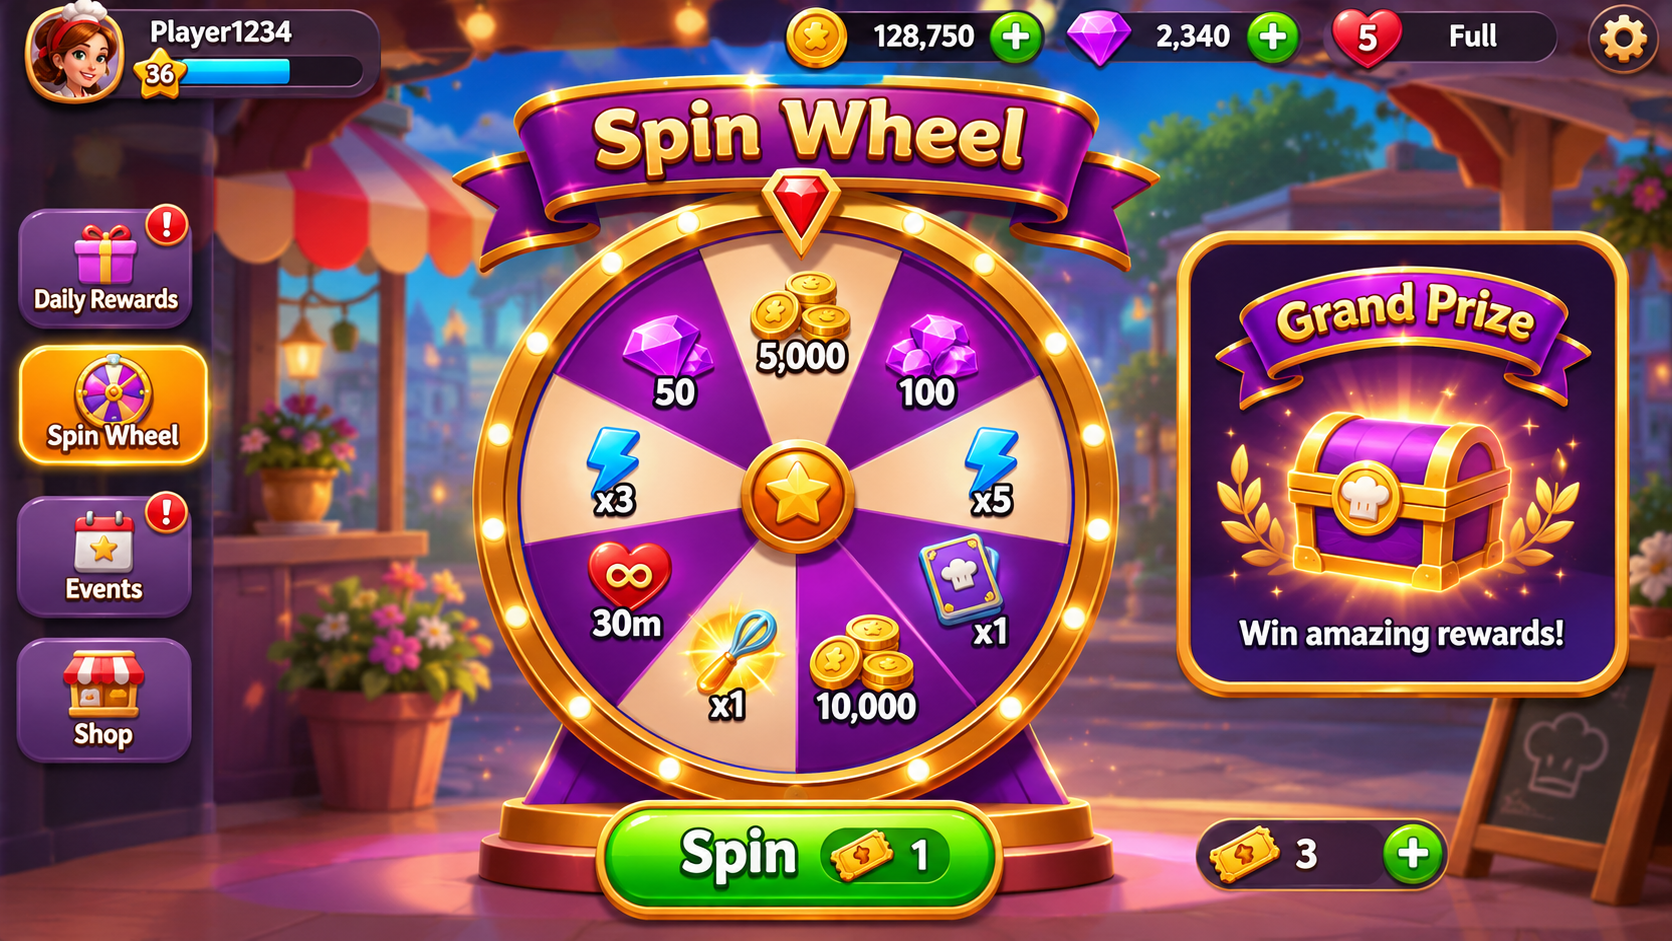 Player1234
36
128,750
2,340
5
Full
Spin Wheel
Daily Rewards
Spin Wheel
Events
Shop
5,000
50
100
x3
x5
30m
x1
x1
10,000
Grand Prize
Win amazing rewards!
Spin 1
3